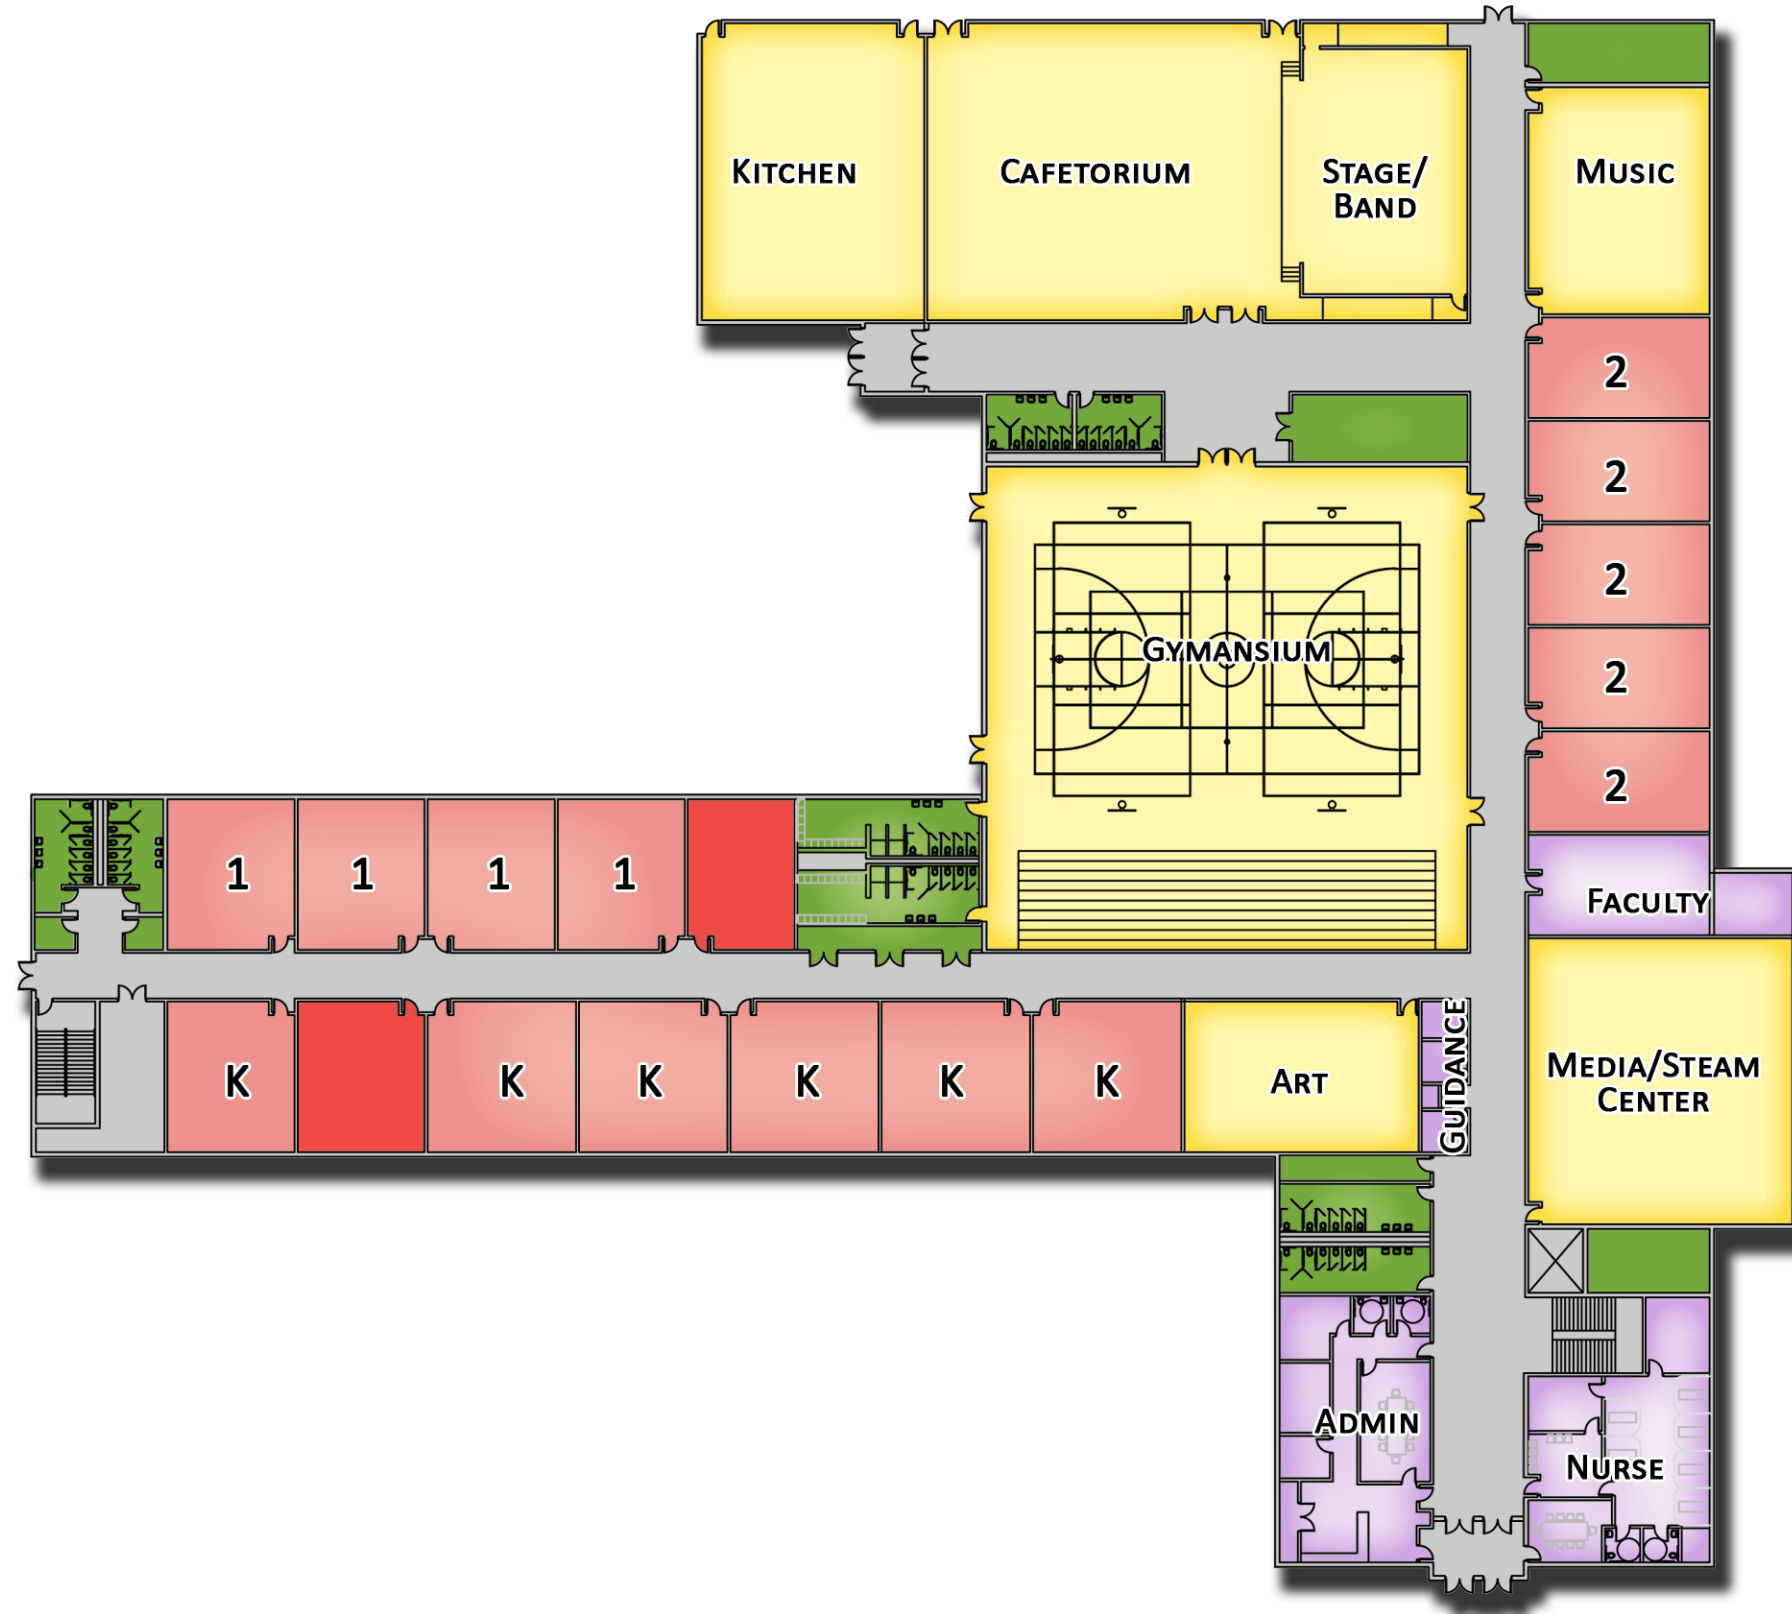 KITCHEN
CAFETORIUM
STAGE/
BAND
MUSIC
2
2
2
2
2
GYMANSIUM
1
1
1
1
FACULTY
K
K
K
K
K
K
ART
GUIDANCE
MEDIA/STEAM
CENTER
ADMIN
NURSE